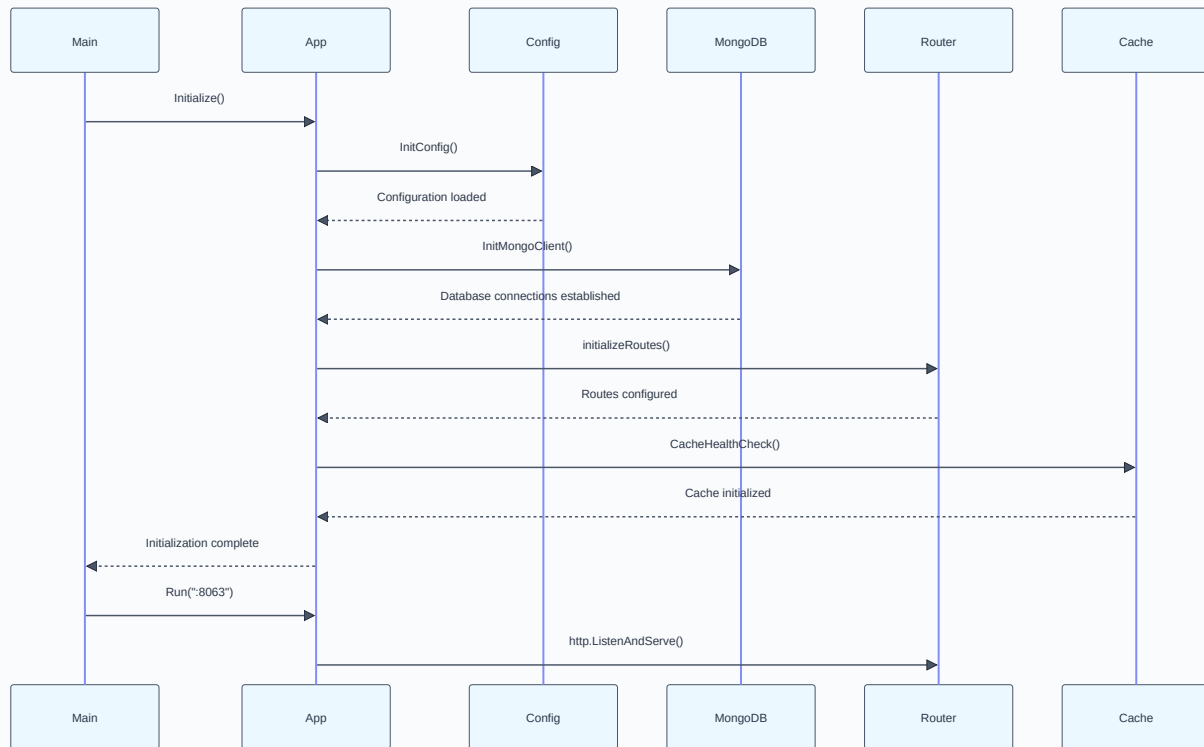 Main App Config MongoDB Router Cache
Initialize()
InitConfig()
Configuration loaded
InitMongoClient()
Database connections established
initializeRoutes()
Routes configured
CacheHealthCheck()
Cache initialized
Initialization complete
Run(":8063")
http.ListenAndServe()
Main App Config MongoDB Router Cache